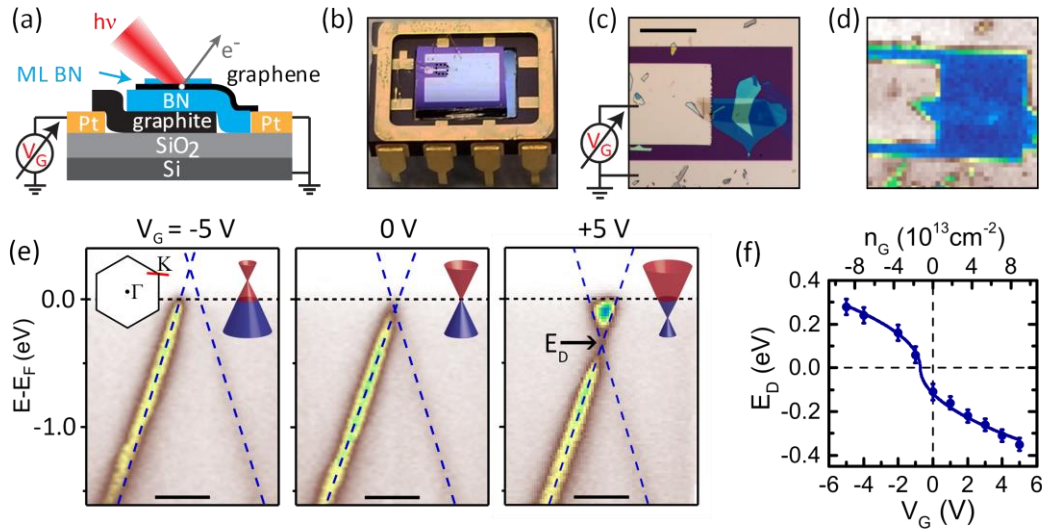 (a)
hν
e⁻
ML BN
graphene
BN
Pt
graphite
Pt
V_G
SiO₂
Si
(b)
(c)
V_G
(d)
(e)
V_G = -5 V
0 V
+5 V
K
Γ
E_D
E-E_F (eV)
0.0
-1.0
(f)
n_G (10¹³cm⁻²)
-8 -4 0 4 8
E_D (eV)
0.4
0.2
0.0
-0.2
-0.4
-6 -4 -2 0 2 4 6
V_G (V)